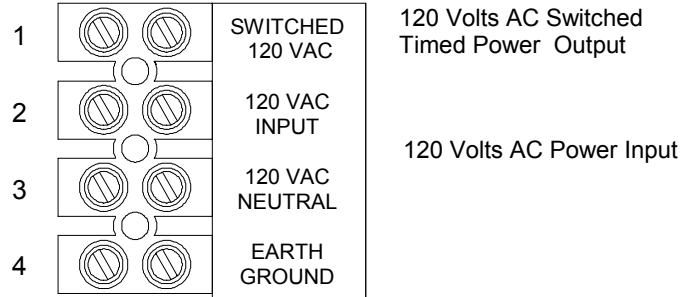 1
SWITCHED
120 VAC
120 Volts AC Switched
Timed Power Output
2
120 VAC
INPUT
120 Volts AC Power Input
3
120 VAC
NEUTRAL
4
EARTH
GROUND